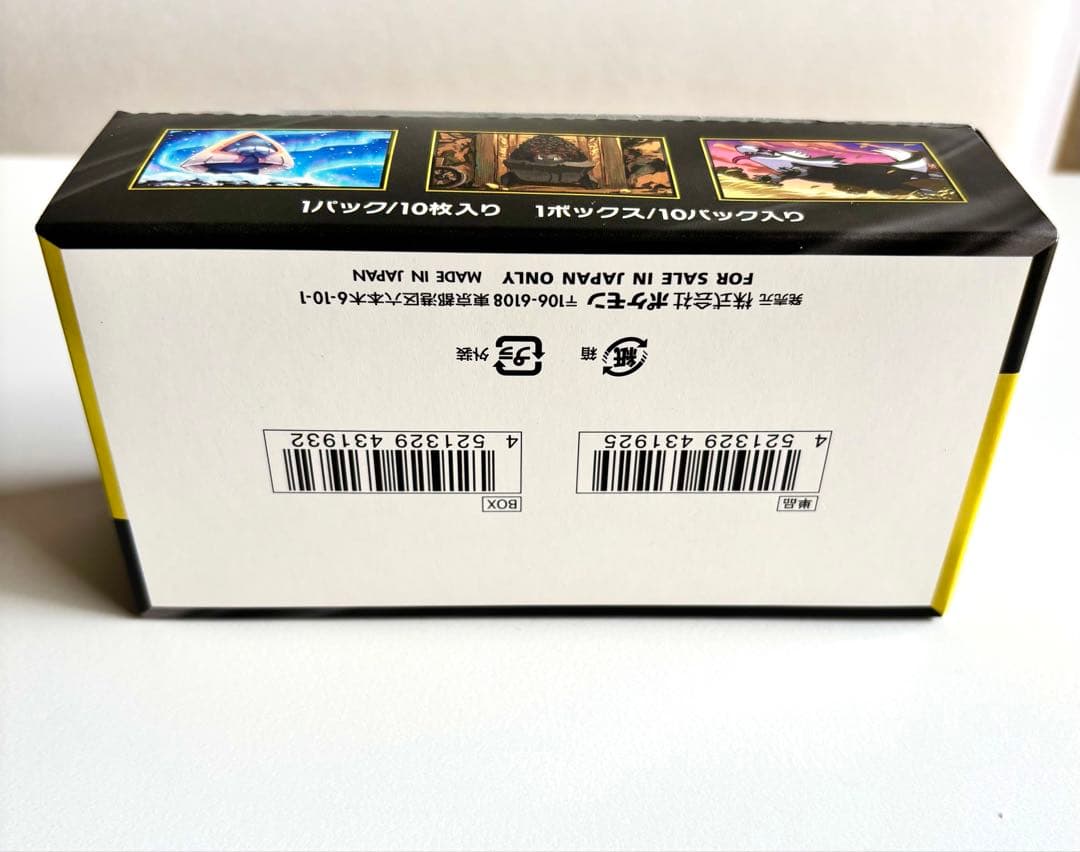 1パック/10枚入り 1ボックス/10パック入り
FOR SALE IN JAPAN ONLY MADE IN JAPAN
発売元 株式会社 ポケモン 〒106-6108 東京都港区六本木6-10-1
紙 箱
プラ 外装
4 521329 431925
4 521329 431932
単品
BOX